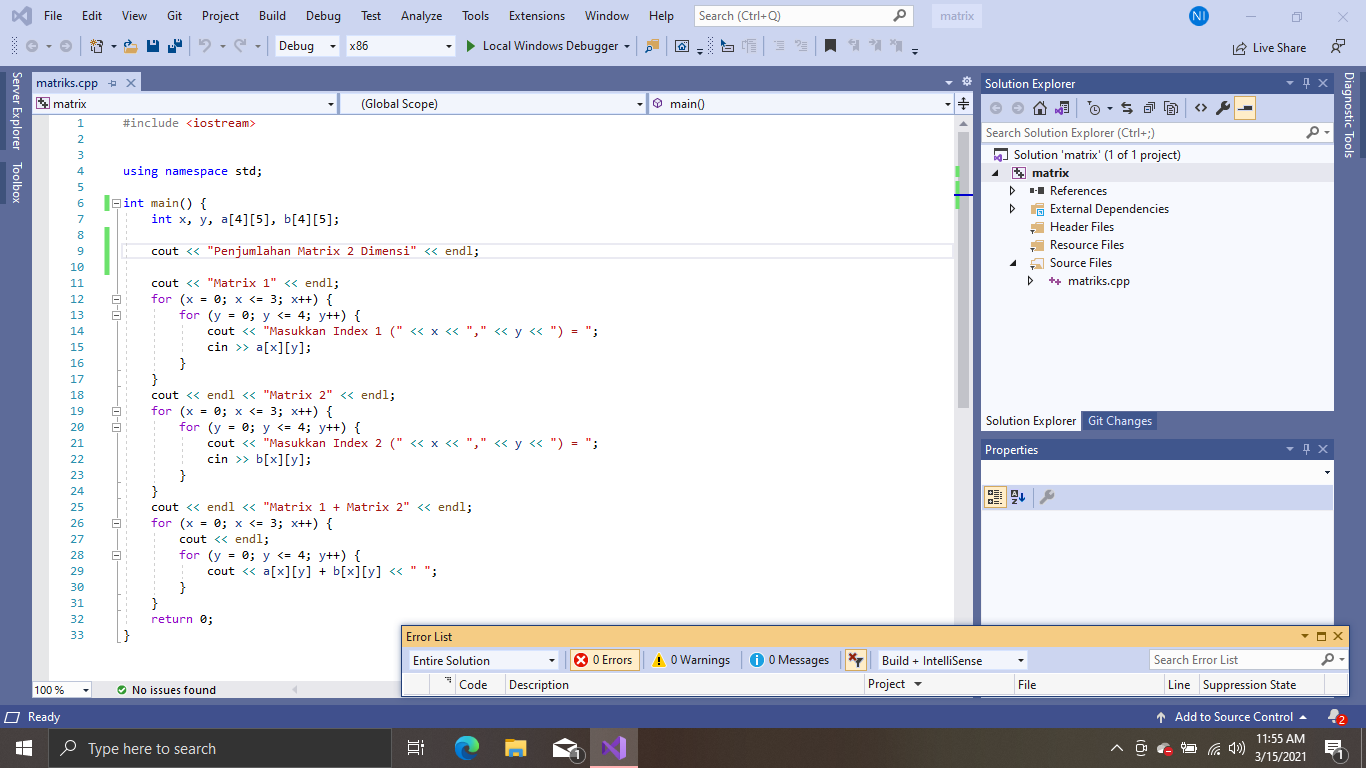 File Edit View Git Project Build Debug Test Analyze Tools Extensions Window Help Search (Ctrl+Q) matrix NI
Debug x86 Local Windows Debugger Live Share
Server Explorer
Toolbox
matriks.cpp
matrix (Global Scope) main()
1 #include <iostream>
2
3
4 using namespace std;
5
6 int main() {
7 int x, y, a[4][5], b[4][5];
8
9 cout << "Penjumlahan Matrix 2 Dimensi" << endl;
10
11 cout << "Matrix 1" << endl;
12 for (x = 0; x <= 3; x++) {
13 for (y = 0; y <= 4; y++) {
14 cout << "Masukkan Index 1 (" << x << "," << y << ") = ";
15 cin >> a[x][y];
16 }
17 }
18 cout << endl << "Matrix 2" << endl;
19 for (x = 0; x <= 3; x++) {
20 for (y = 0; y <= 4; y++) {
21 cout << "Masukkan Index 2 (" << x << "," << y << ") = ";
22 cin >> b[x][y];
23 }
24 }
25 cout << endl << "Matrix 1 + Matrix 2" << endl;
26 for (x = 0; x <= 3; x++) {
27 cout << endl;
28 for (y = 0; y <= 4; y++) {
29 cout << a[x][y] + b[x][y] << " ";
30 }
31 }
32 return 0;
33 }
100 % No issues found
Solution Explorer
Search Solution Explorer (Ctrl+;)
Solution 'matrix' (1 of 1 project)
matrix
References
External Dependencies
Header Files
Resource Files
Source Files
matriks.cpp
Solution Explorer Git Changes
Properties
Diagnostic Tools
Error List
Entire Solution 0 Errors 0 Warnings 0 Messages Build + IntelliSense Search Error List
Code Description Project File Line Suppression State
Ready Add to Source Control 2
Type here to search 1 11:55 AM 1
3/15/2021